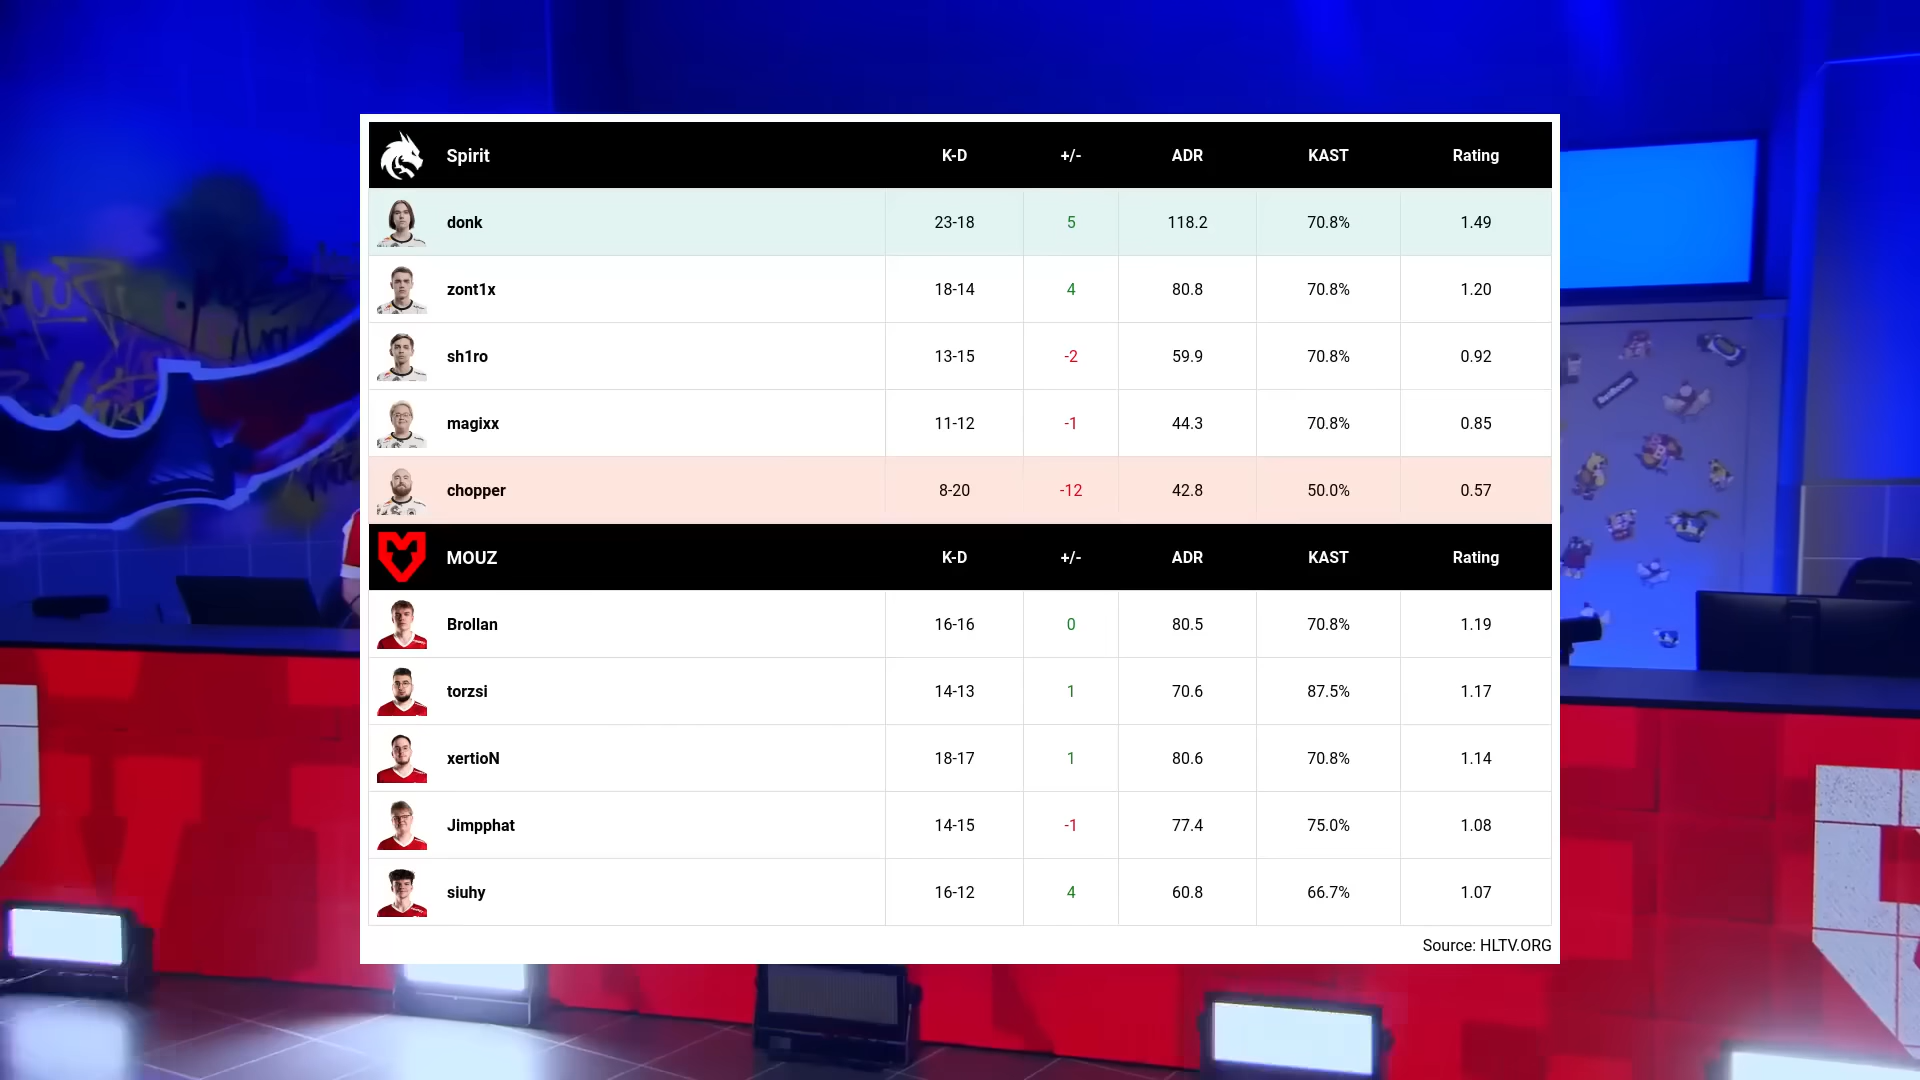 Spirit K-D +/- ADR KAST Rating
donk 23-18 5 118.2 70.8% 1.49
zont1x 18-14 4 80.8 70.8% 1.20
sh1ro 13-15 -2 59.9 70.8% 0.92
magixx 11-12 -1 44.3 70.8% 0.85
chopper 8-20 -12 42.8 50.0% 0.57
MOUZ K-D +/- ADR KAST Rating
Brollan 16-16 0 80.5 70.8% 1.19
torzsi 14-13 1 70.6 87.5% 1.17
xertioN 18-17 1 80.6 70.8% 1.14
Jimpphat 14-15 -1 77.4 75.0% 1.08
siuhy 16-12 4 60.8 66.7% 1.07
Source: HLTV.ORG